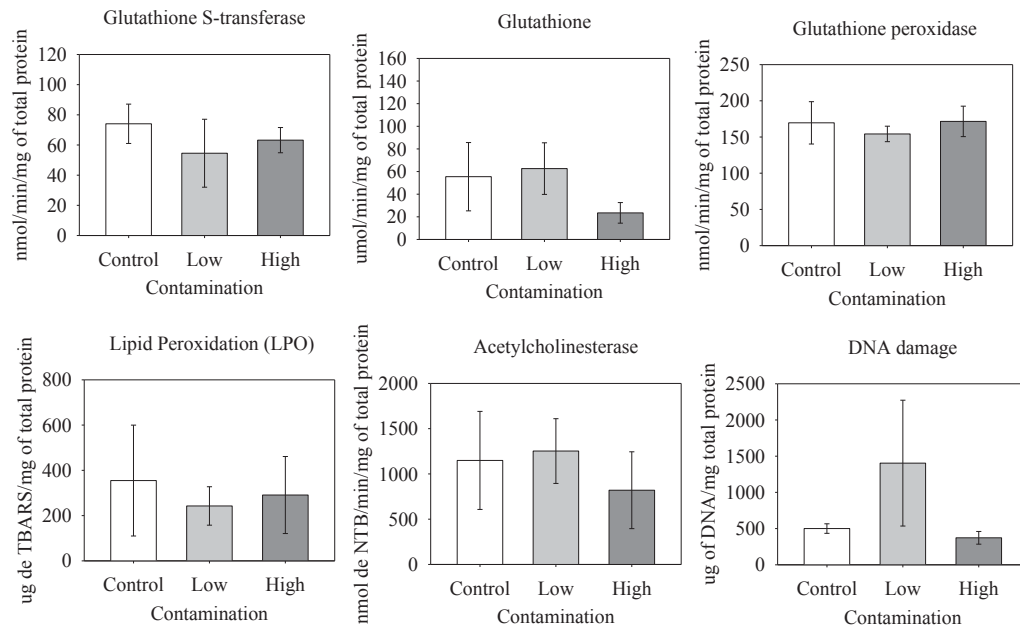 Glutathione S-transferase
nmol/min/mg of total protein
120
100
80
60
40
20
0
Control Low High
Contamination
Glutathione
umol/min/mg of total protein
160
140
120
100
80
60
40
20
0
Control Low High
Contamination
Glutathione peroxidase
nmol/min/mg of total protein
250
200
150
100
50
0
Control Low High
Contamination
Lipid Peroxidation (LPO)
ug de TBARS/mg of total protein
800
600
400
200
0
Control Low High
Contamination
Acetylcholinesterase
nmol de NTB/min/mg of total protein
2000
1500
1000
500
0
Control Low High
Contamination
DNA damage
ug of DNA/mg total protein
2500
2000
1500
1000
500
0
Control Low High
Contamination